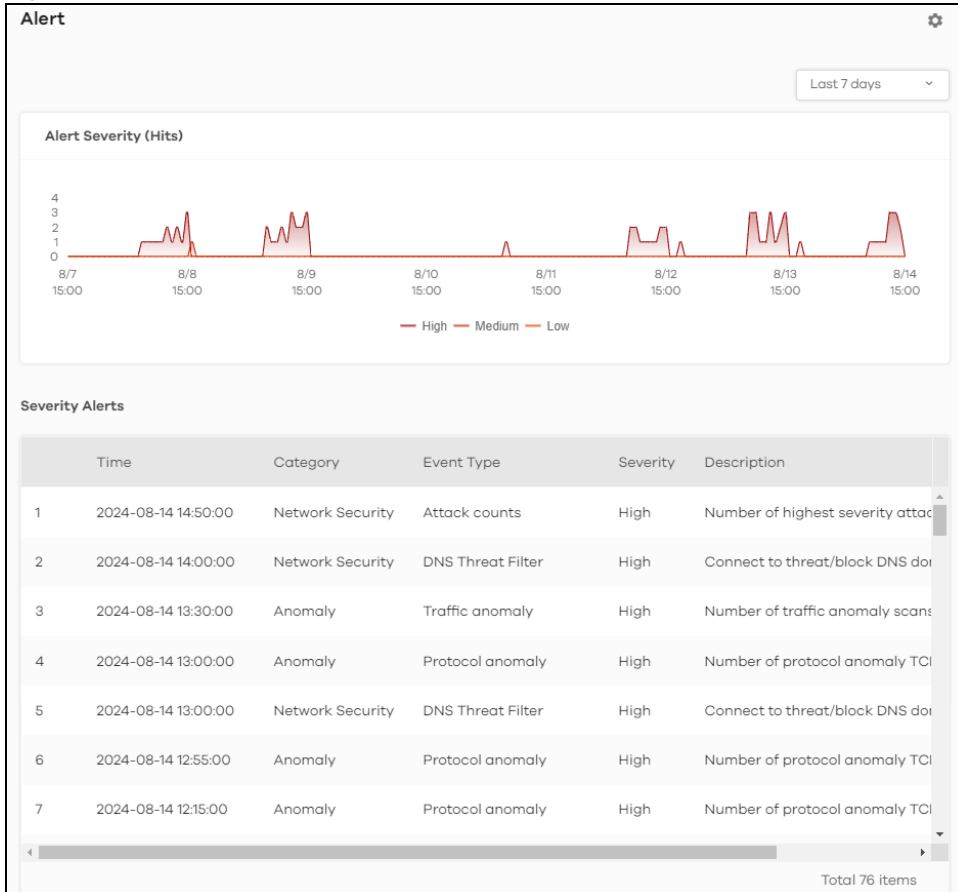 Alert
Last 7 days
Alert Severity (Hits)
4
3
2
1
0
8/7 8/8 8/9 8/10 8/11 8/12 8/13 8/14
15:00 15:00 15:00 15:00 15:00 15:00 15:00 15:00
High Medium Low
Severity Alerts
Time Category Event Type Severity Description
1 2024-08-14 14:50:00 Network Security Attack counts High Number of highest severity attac
2 2024-08-14 14:00:00 Network Security DNS Threat Filter High Connect to threat/block DNS do
3 2024-08-14 13:30:00 Anomaly Traffic anomaly High Number of traffic anomaly scans
4 2024-08-14 13:00:00 Anomaly Protocol anomaly High Number of protocol anomaly TC
5 2024-08-14 13:00:00 Network Security DNS Threat Filter High Connect to threat/block DNS do
6 2024-08-14 12:55:00 Anomaly Protocol anomaly High Number of protocol anomaly TC
7 2024-08-14 12:15:00 Anomaly Protocol anomaly High Number of protocol anomaly TC
Total 76 items